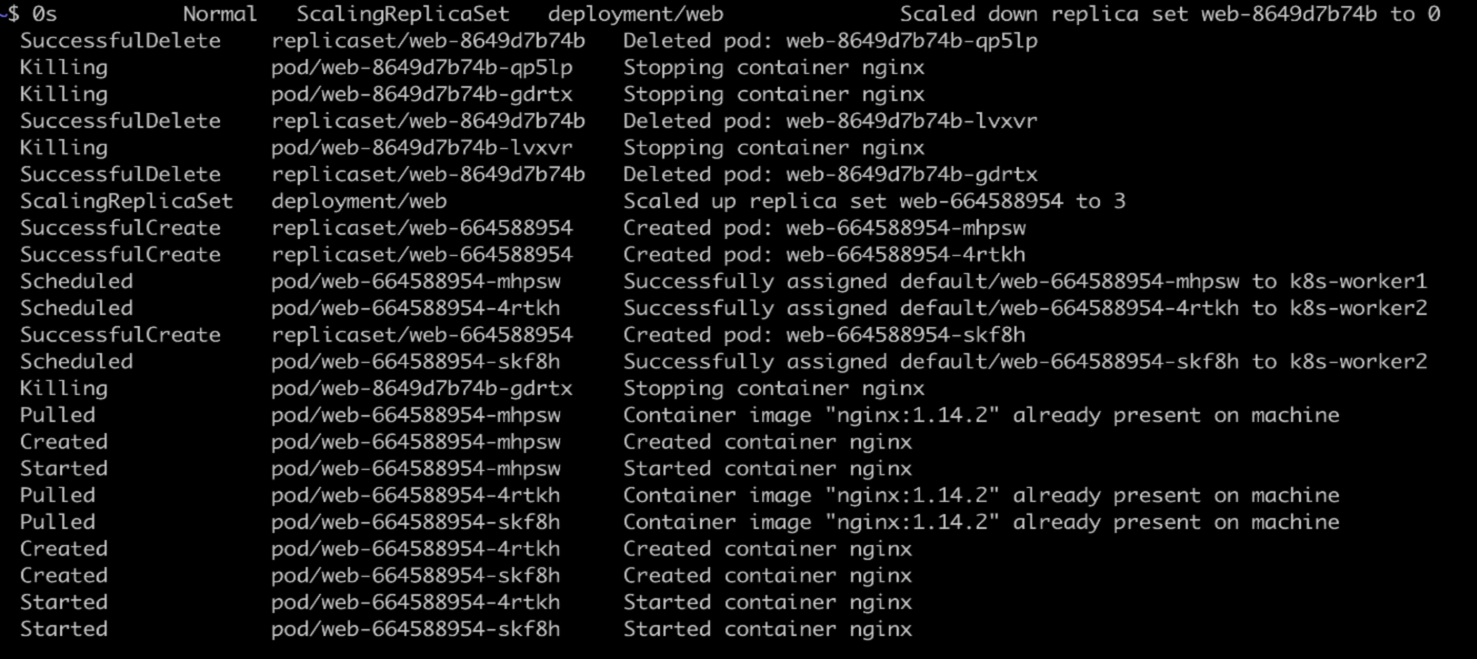 ~$ 0s Normal ScalingReplicaSet deployment/web Scaled down replica set web-8649d7b74b to 0
SuccessfulDelete replicaset/web-8649d7b74b Deleted pod: web-8649d7b74b-qp5lp
Killing pod/web-8649d7b74b-qp5lp Stopping container nginx
Killing pod/web-8649d7b74b-gdrtx Stopping container nginx
SuccessfulDelete replicaset/web-8649d7b74b Deleted pod: web-8649d7b74b-lvxvr
Killing pod/web-8649d7b74b-lvxvr Stopping container nginx
SuccessfulDelete replicaset/web-8649d7b74b Deleted pod: web-8649d7b74b-gdrtx
ScalingReplicaSet deployment/web Scaled up replica set web-664588954 to 3
SuccessfulCreate replicaset/web-664588954 Created pod: web-664588954-mhpsw
SuccessfulCreate replicaset/web-664588954 Created pod: web-664588954-4rtkh
Scheduled pod/web-664588954-mhpsw Successfully assigned default/web-664588954-mhpsw to k8s-worker1
Scheduled pod/web-664588954-4rtkh Successfully assigned default/web-664588954-4rtkh to k8s-worker2
SuccessfulCreate replicaset/web-664588954 Created pod: web-664588954-skf8h
Scheduled pod/web-664588954-skf8h Successfully assigned default/web-664588954-skf8h to k8s-worker2
Killing pod/web-8649d7b74b-gdrtx Stopping container nginx
Pulled pod/web-664588954-mhpsw Container image "nginx:1.14.2" already present on machine
Created pod/web-664588954-mhpsw Created container nginx
Started pod/web-664588954-mhpsw Started container nginx
Pulled pod/web-664588954-4rtkh Container image "nginx:1.14.2" already present on machine
Pulled pod/web-664588954-skf8h Container image "nginx:1.14.2" already present on machine
Created pod/web-664588954-4rtkh Created container nginx
Created pod/web-664588954-skf8h Created container nginx
Started pod/web-664588954-4rtkh Started container nginx
Started pod/web-664588954-skf8h Started container nginx